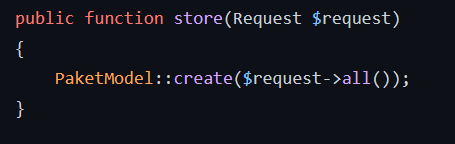 public function store(Request $request)
{
    PaketModel::create($request->all());
}